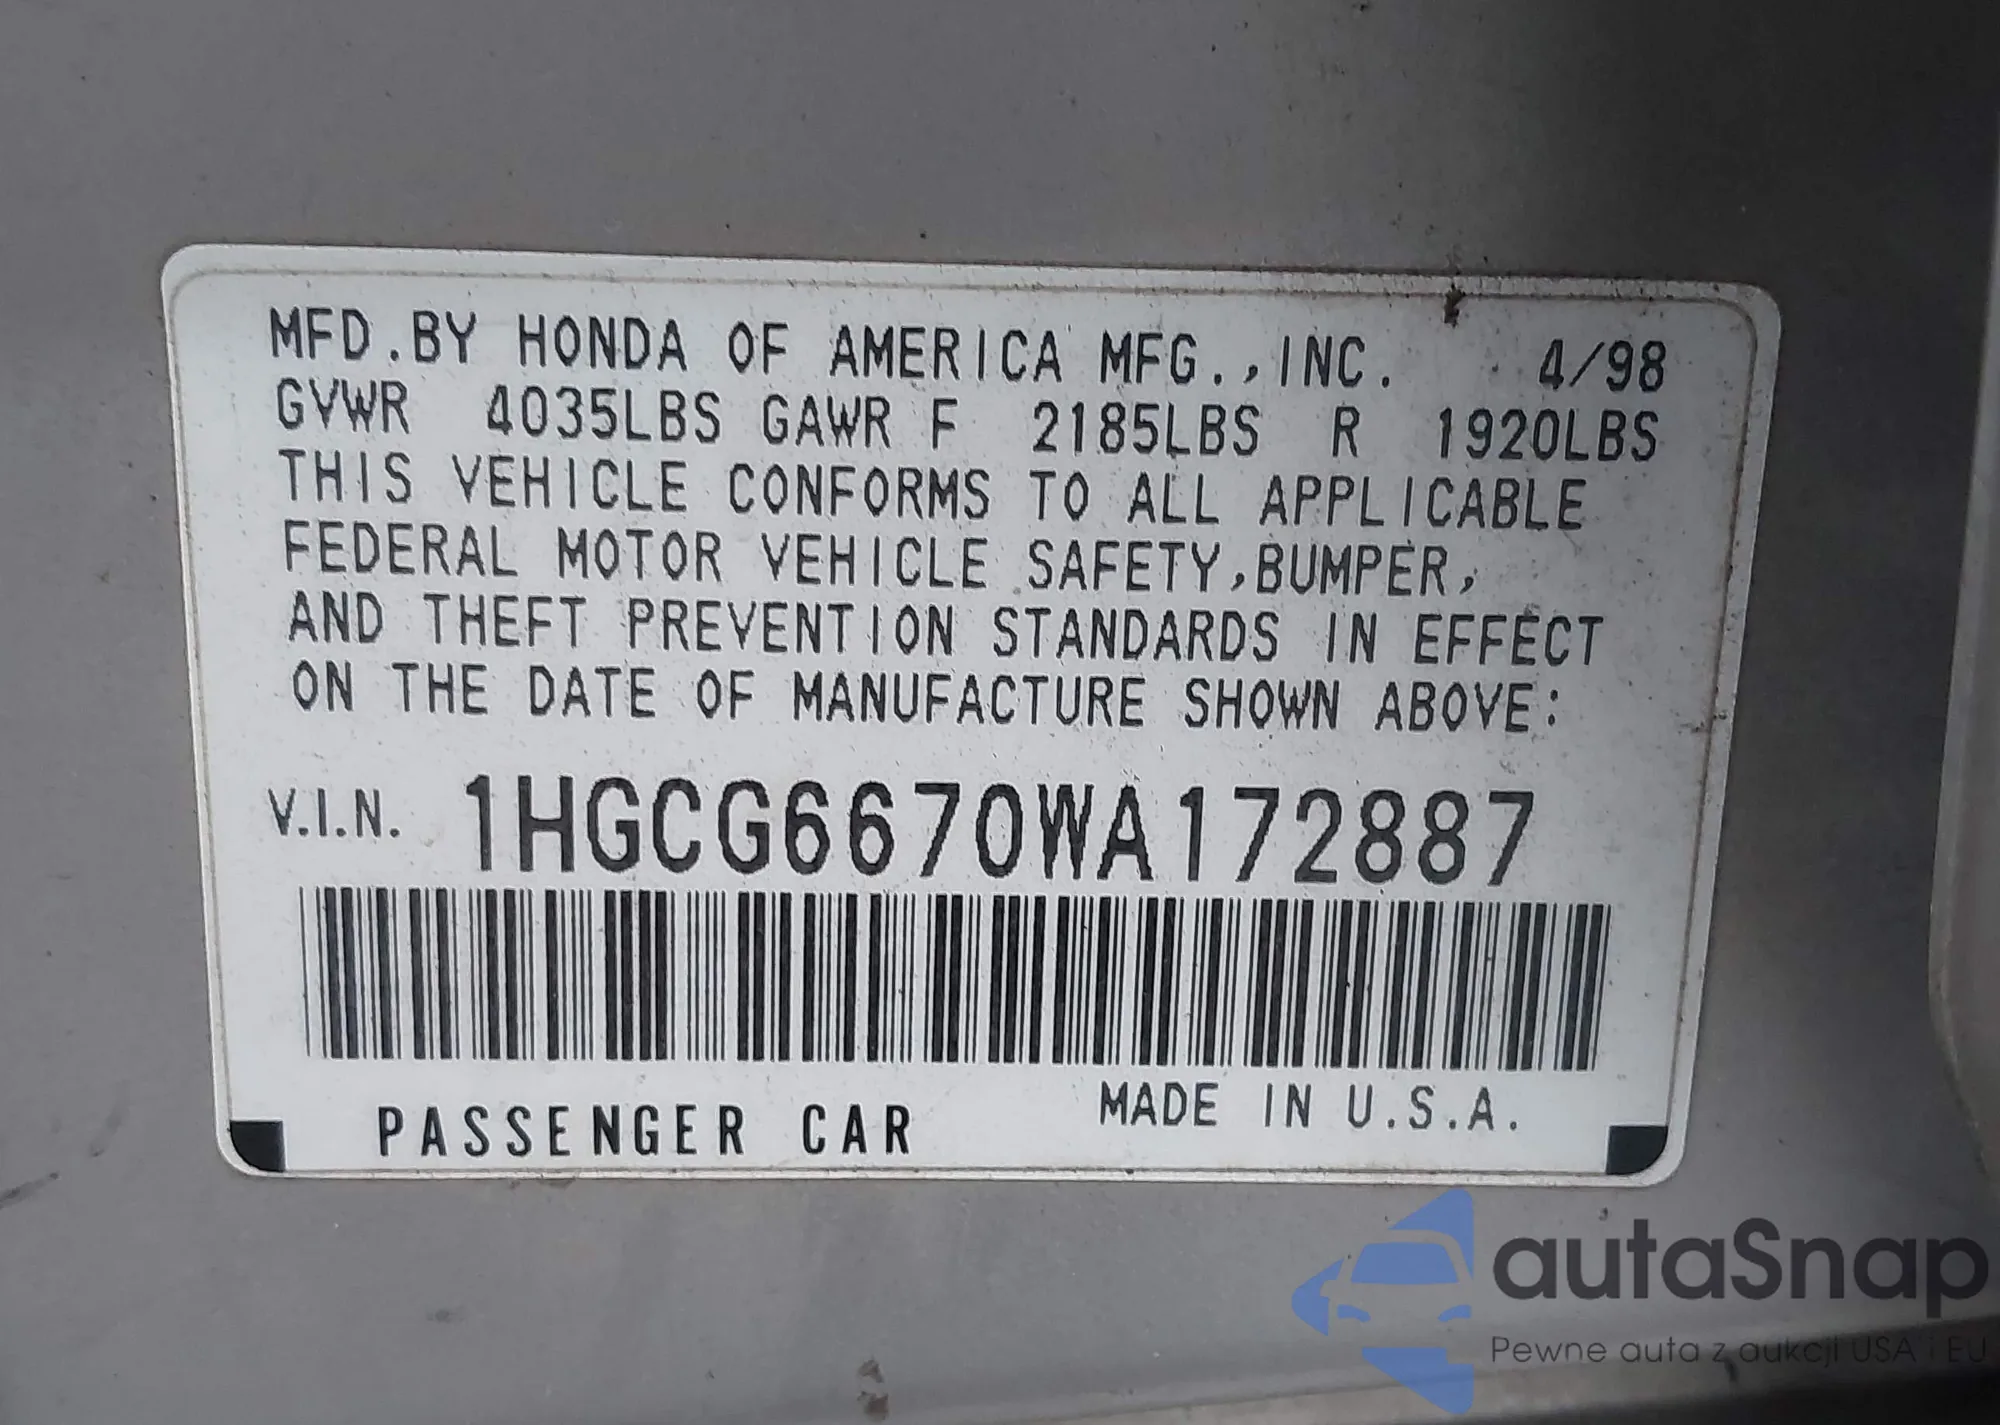 MFD.BY HONDA OF AMERICA MFG.,INC. 4/98
GVWR 4035LBS GAWR F 2185LBS R 1920LBS
THIS VEHICLE CONFORMS TO ALL APPLICABLE
FEDERAL MOTOR VEHICLE SAFETY,BUMPER,
AND THEFT PREVENTION STANDARDS IN EFFECT
ON THE DATE OF MANUFACTURE SHOWN ABOVE:
V.I.N. 1HGCG6670WA172887
PASSENGER CAR MADE IN U.S.A.
autaSnap
Pewne auta z aukcji USA i EU